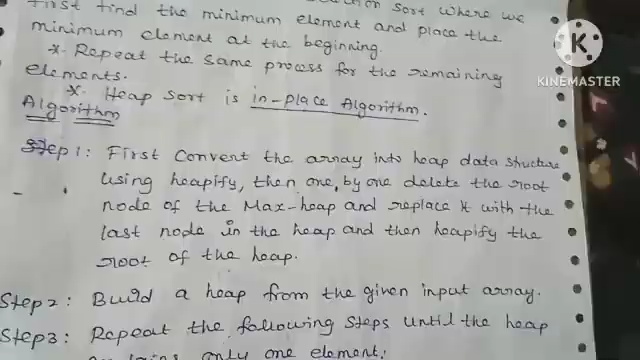 First find the minimum element and place the
sort where we
minimum element at the beginning.
* Repeat the same process for the remaining
elements.
* Heap sort is in-place Algorithm.
Algorithm
Step1: First Convert the array into heap data structure
using heapify, then one by one delete the root
node of the Max-heap and replace it with the
last node in the heap and then heapify the
root of the heap.
Step2: Build a heap from the given input array.
Step3: Repeat the following steps until the heap
only one element.
KINEMASTER